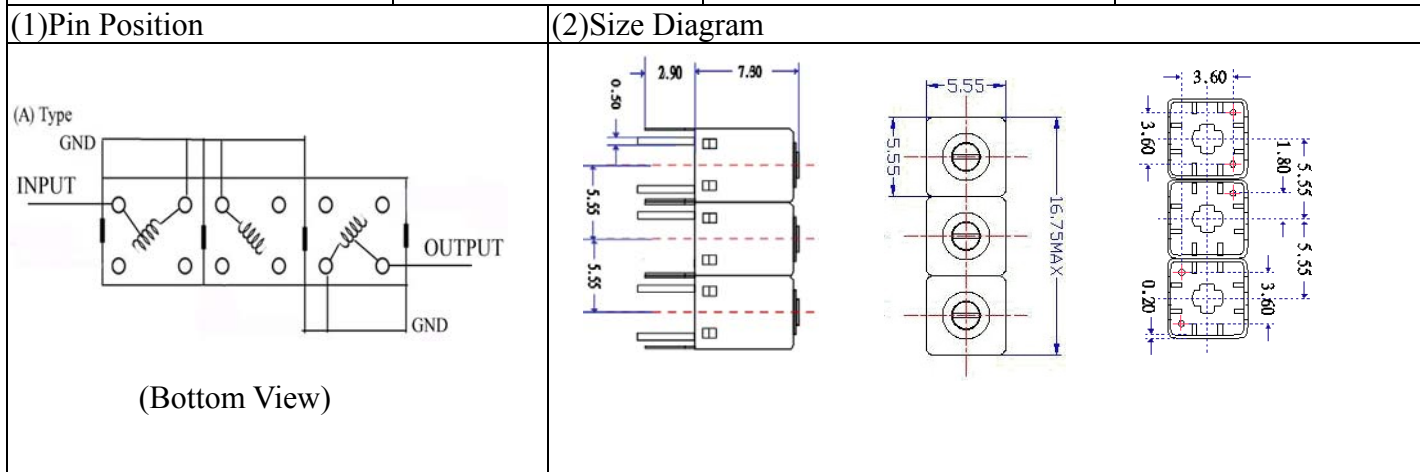 (1)Pin Position
(A) Type
GND
INPUT
OUTPUT
GND
(Bottom View)
(2)Size Diagram
2.90
7.30
0.50
5.55
5.55
5.55
5.55
16.75MAX
3.60
3.60
1.80
5.55
5.55
0.20
3.60